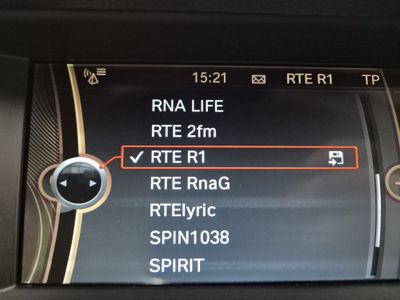 15:21 RTE R1 TP
RNA LIFE
RTE 2fm
RTE R1
RTE RnaG
RTElyric
SPIN1038
SPIRIT